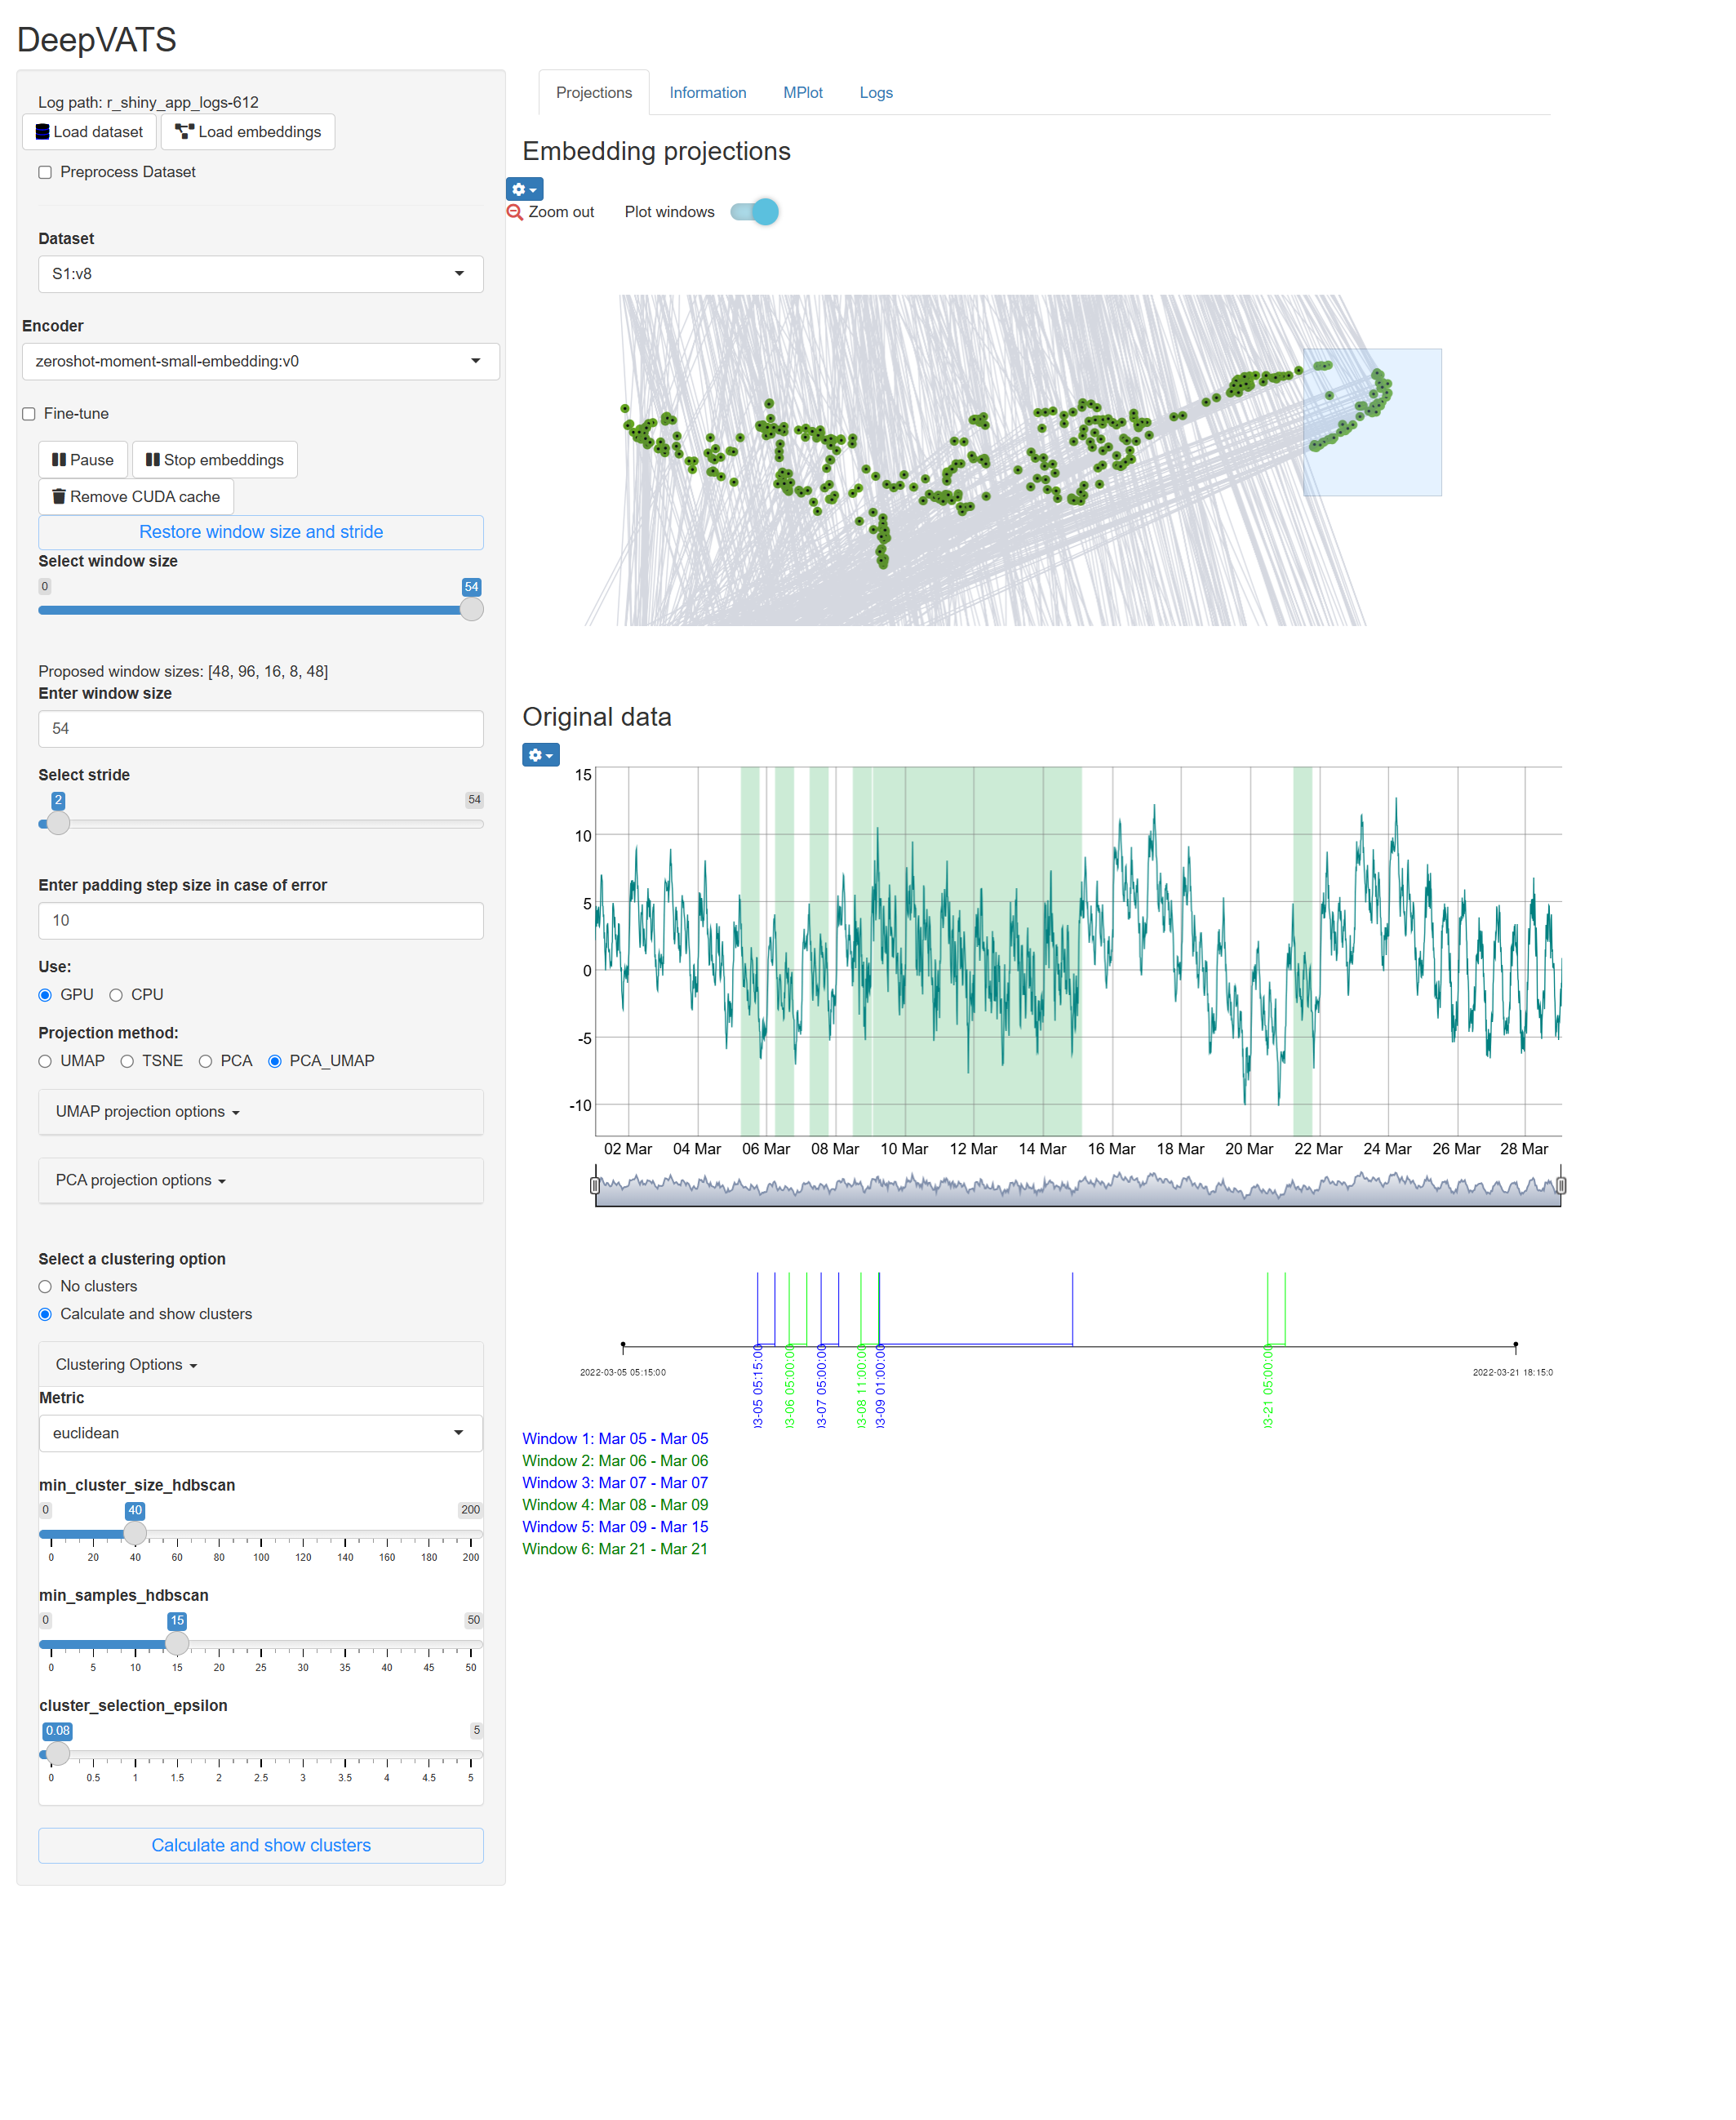 DeepVATS
Log path: r_shiny_app_logs-612
Load dataset
Load embeddings
Preprocess Dataset
Dataset
S1:v8
Encoder
zeroshot-moment-small-embedding:v0
Fine-tune
Pause
Stop embeddings
Remove CUDA cache
Restore window size and stride
Select window size
0
54
Proposed window sizes: [48, 96, 16, 8, 48]
Enter window size
54
Select stride
2
54
Enter padding step size in case of error
10
Use:
GPU CPU
Projection method:
UMAP TSNE PCA PCA_UMAP
UMAP projection options
PCA projection options
Select a clustering option
No clusters
Calculate and show clusters
Clustering Options
Metric
euclidean
min_cluster_size_hdbscan
0 40 200
0 20 40 60 80 100 120 140 160 180 200
min_samples_hdbscan
0 15 50
0 5 10 15 20 25 30 35 40 45 50
cluster_selection_epsilon
0.08 5
0 0.5 1 1.5 2 2.5 3 3.5 4 4.5 5
Calculate and show clusters
Projections Information MPlot Logs
Embedding projections
Zoom out Plot windows
Original data
15
10
5
0
-5
-10
02 Mar 04 Mar 06 Mar 08 Mar 10 Mar 12 Mar 14 Mar 16 Mar 18 Mar 20 Mar 22 Mar 24 Mar 26 Mar 28 Mar
2022-03-05 05:15:00
2022-03-21 18:15:0
03-05 05:15:00
03-06 05:00:00
03-07 05:00:00
03-08 11:00:00
03-09 01:00:00
03-21 05:00:00
Window 1: Mar 05 - Mar 05
Window 2: Mar 06 - Mar 06
Window 3: Mar 07 - Mar 07
Window 4: Mar 08 - Mar 09
Window 5: Mar 09 - Mar 15
Window 6: Mar 21 - Mar 21